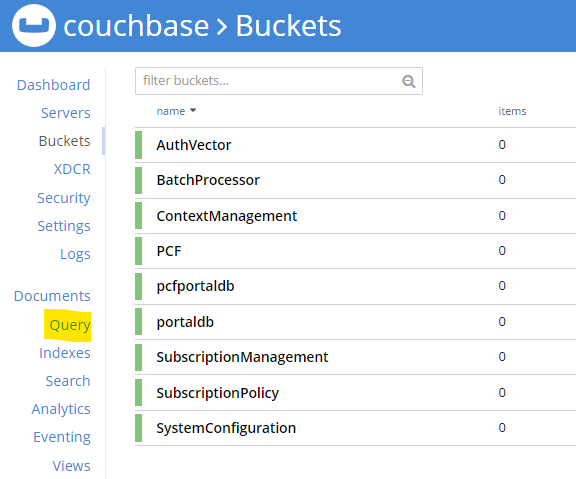 couchbase > Buckets
Dashboard
Servers
Buckets
XDCR
Security
Settings
Logs
Documents
Query
Indexes
Search
Analytics
Eventing
Views
filter buckets...
name items
AuthVector 0
BatchProcessor 0
ContextManagement 0
PCF 0
pcfportaldb 0
portaldb 0
SubscriptionManagement 0
SubscriptionPolicy 0
SystemConfiguration 0